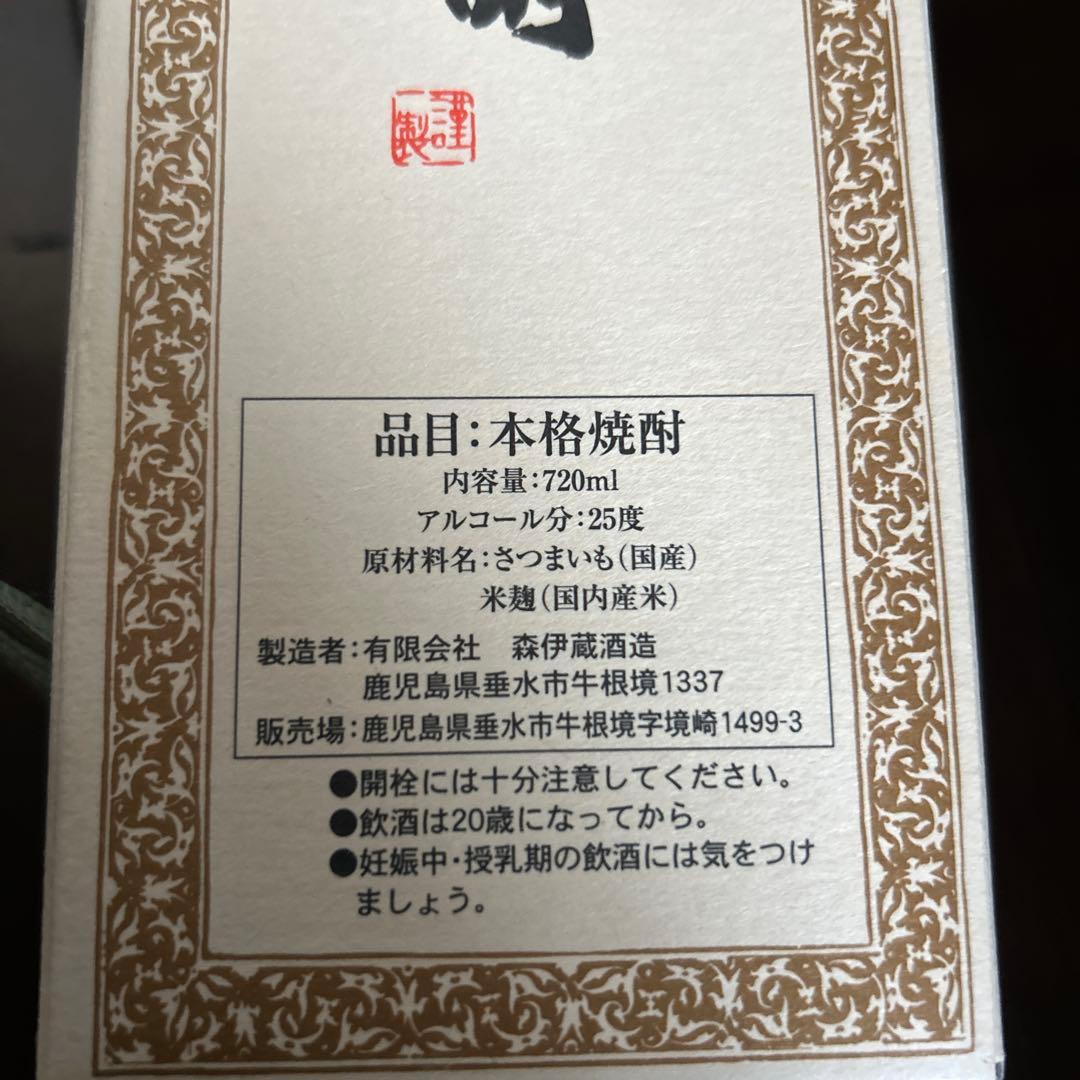 謹製
品目：本格焼酎
内容量：720ml
アルコール分：25度
原材料名：さつまいも（国産）
米麹（国内産米）
製造者：有限会社　森伊蔵酒造
鹿児島県垂水市牛根境1337
販売場：鹿児島県垂水市牛根境字境崎1499-3
●開栓には十分注意してください。
●飲酒は20歳になってから。
●妊娠中・授乳期の飲酒には気をつけ
ましょう。